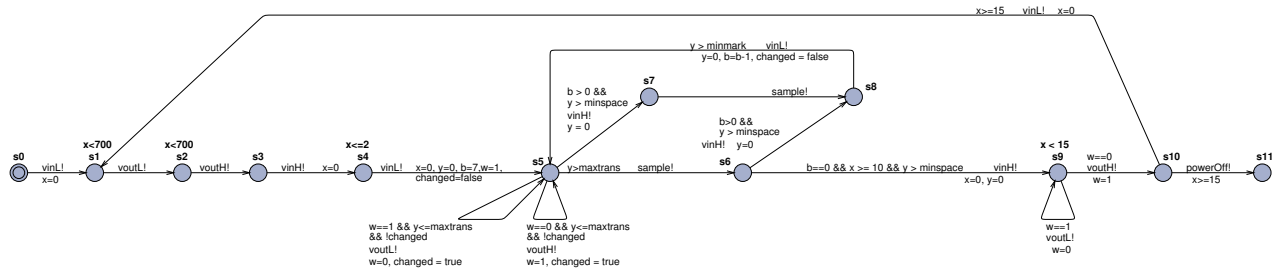 x>=15 vinL! x=0
y > minmark vinL!
y=0, b=b-1, changed = false
s7
s8
b > 0 &&
y > minspace
vinH!
y = 0
sample!
b>0 &&
y > minspace
vinH! y=0
x<700
x<700
x<=2
x < 15
s0
s1
s2
s3
s4
s5
s6
s9
s10
s11
vinL!
x=0
voutL!
voutH!
vinH! x=0
vinL! x=0, y=0, b=7,w=1,
changed=false
y>maxtrans sample!
b==0 && x >= 10 && y > minspace vinH!
x=0, y=0
w==0
voutH!
w=1
powerOff!
x>=15
w==1 && y<=maxtrans
&& !changed
voutL!
w=0, changed = true
w==0 && y<=maxtrans
&& !changed
voutH!
w=1, changed = true
w==1
voutL!
w=0